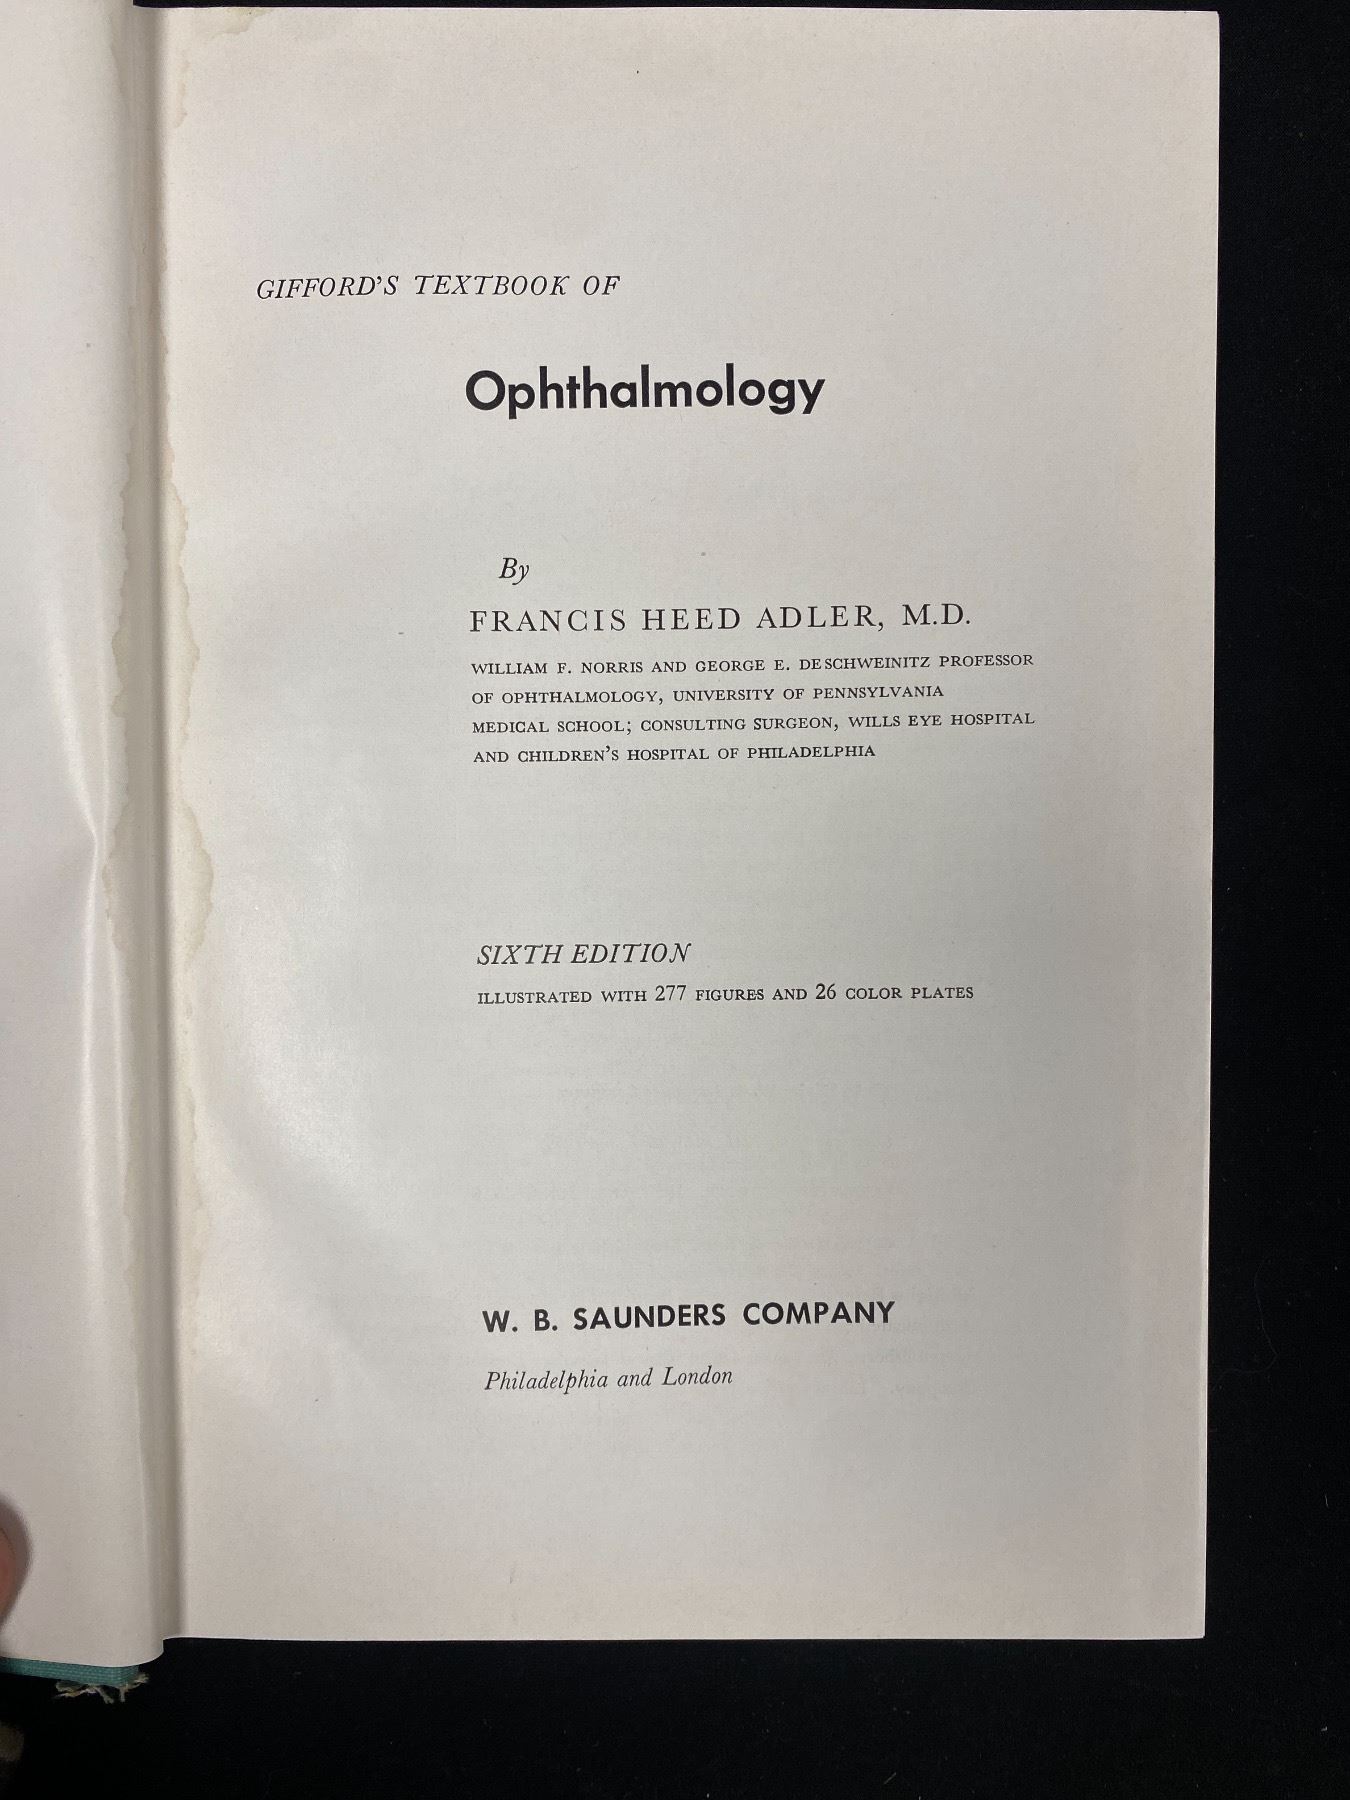 GIFFORD'S TEXTBOOK OF
Ophthalmology
By
FRANCIS HEED ADLER, M.D.
WILLIAM F. NORRIS AND GEORGE E. DE SCHWEINITZ PROFESSOR
OF OPHTHALMOLOGY, UNIVERSITY OF PENNSYLVANIA
MEDICAL SCHOOL; CONSULTING SURGEON, WILLS EYE HOSPITAL
AND CHILDREN'S HOSPITAL OF PHILADELPHIA
SIXTH EDITION
ILLUSTRATED WITH 277 FIGURES AND 26 COLOR PLATES
W. B. SAUNDERS COMPANY
Philadelphia and London